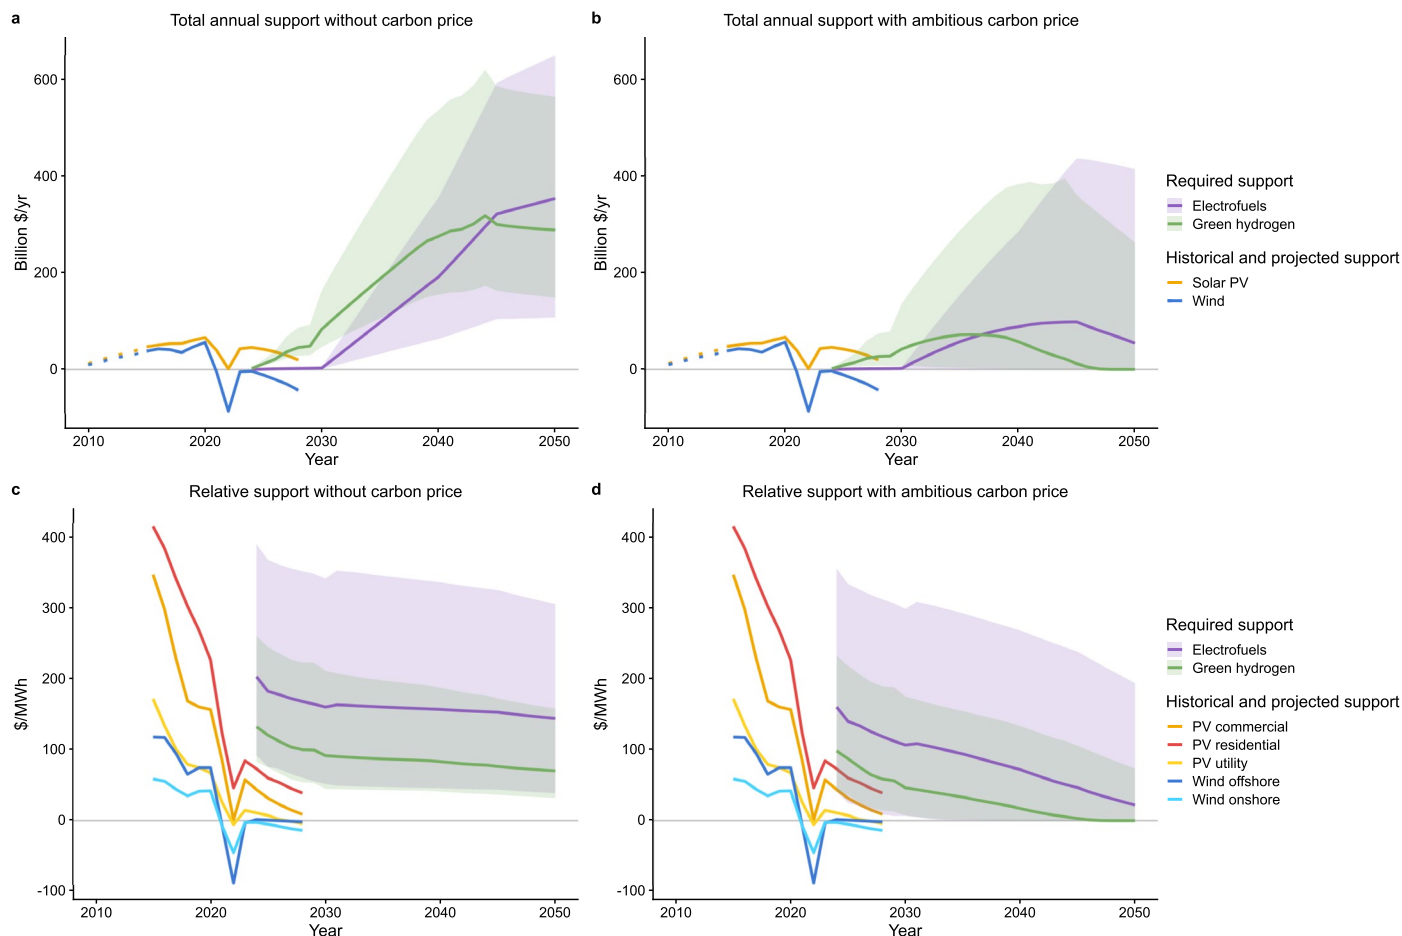 a
Total annual support without carbon price
600
400
200
0
Billion $/yr
2010
2020
2030
2040
2050
Year
b
Total annual support with ambitious carbon price
600
400
200
0
Billion $/yr
2010
2020
2030
2040
2050
Year
Required support
Electrofuels
Green hydrogen
Historical and projected support
Solar PV
Wind
c
Relative support without carbon price
400
300
200
100
0
-100
$/MWh
2010
2020
2030
2040
2050
Year
d
Relative support with ambitious carbon price
400
300
200
100
0
-100
$/MWh
2010
2020
2030
2040
2050
Year
Required support
Electrofuels
Green hydrogen
Historical and projected support
PV commercial
PV residential
PV utility
Wind offshore
Wind onshore